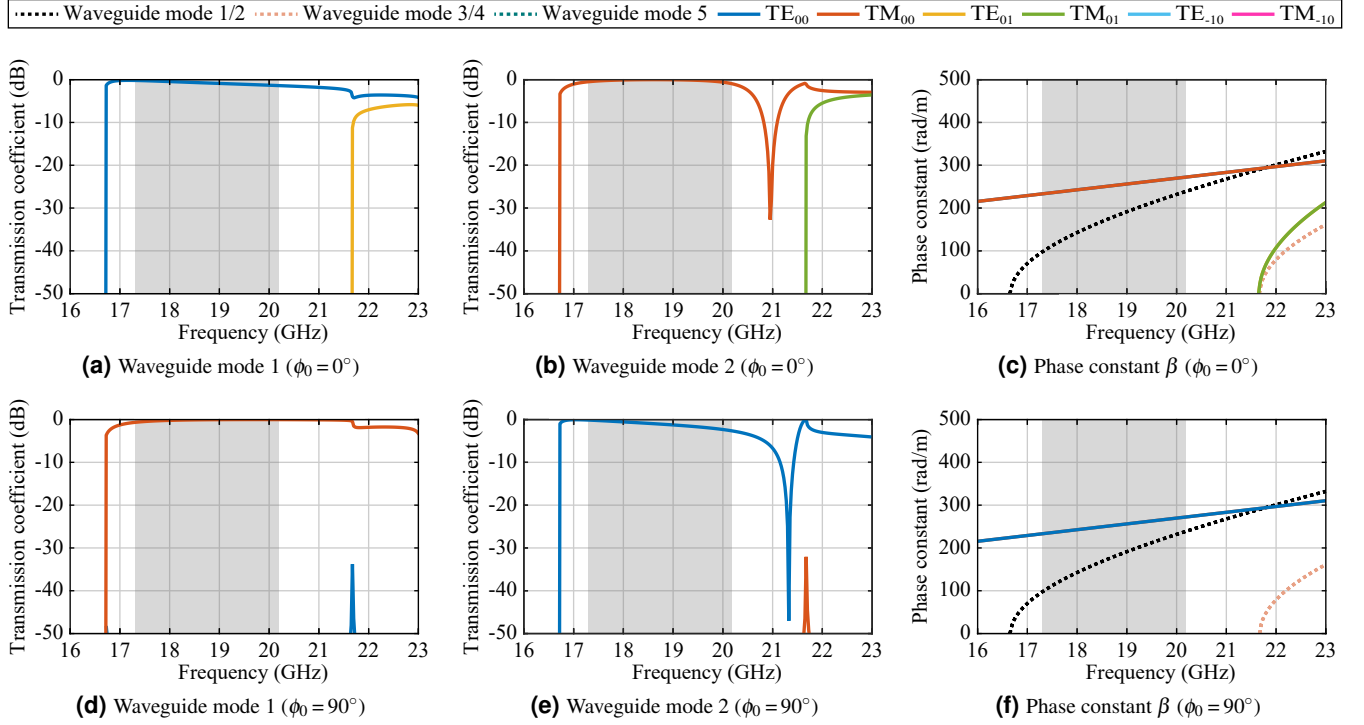 Waveguide mode 1/2 Waveguide mode 3/4 Waveguide mode 5 TE00 TM00 TE01 TM01 TE-10 TM-10
Transmission coefficient (dB)
0
-10
-20
-30
-40
-50
16 17 18 19 20 21 22 23
Frequency (GHz)
(a) Waveguide mode 1 (ϕ0 = 0°)
Transmission coefficient (dB)
0
-10
-20
-30
-40
-50
16 17 18 19 20 21 22 23
Frequency (GHz)
(b) Waveguide mode 2 (ϕ0 = 0°)
Phase constant (rad/m)
500
400
300
200
100
0
16 17 18 19 20 21 22 23
Frequency (GHz)
(c) Phase constant β (ϕ0 = 0°)
Transmission coefficient (dB)
0
-10
-20
-30
-40
-50
16 17 18 19 20 21 22 23
Frequency (GHz)
(d) Waveguide mode 1 (ϕ0 = 90°)
Transmission coefficient (dB)
0
-10
-20
-30
-40
-50
16 17 18 19 20 21 22 23
Frequency (GHz)
(e) Waveguide mode 2 (ϕ0 = 90°)
Phase constant (rad/m)
500
400
300
200
100
0
16 17 18 19 20 21 22 23
Frequency (GHz)
(f) Phase constant β (ϕ0 = 90°)